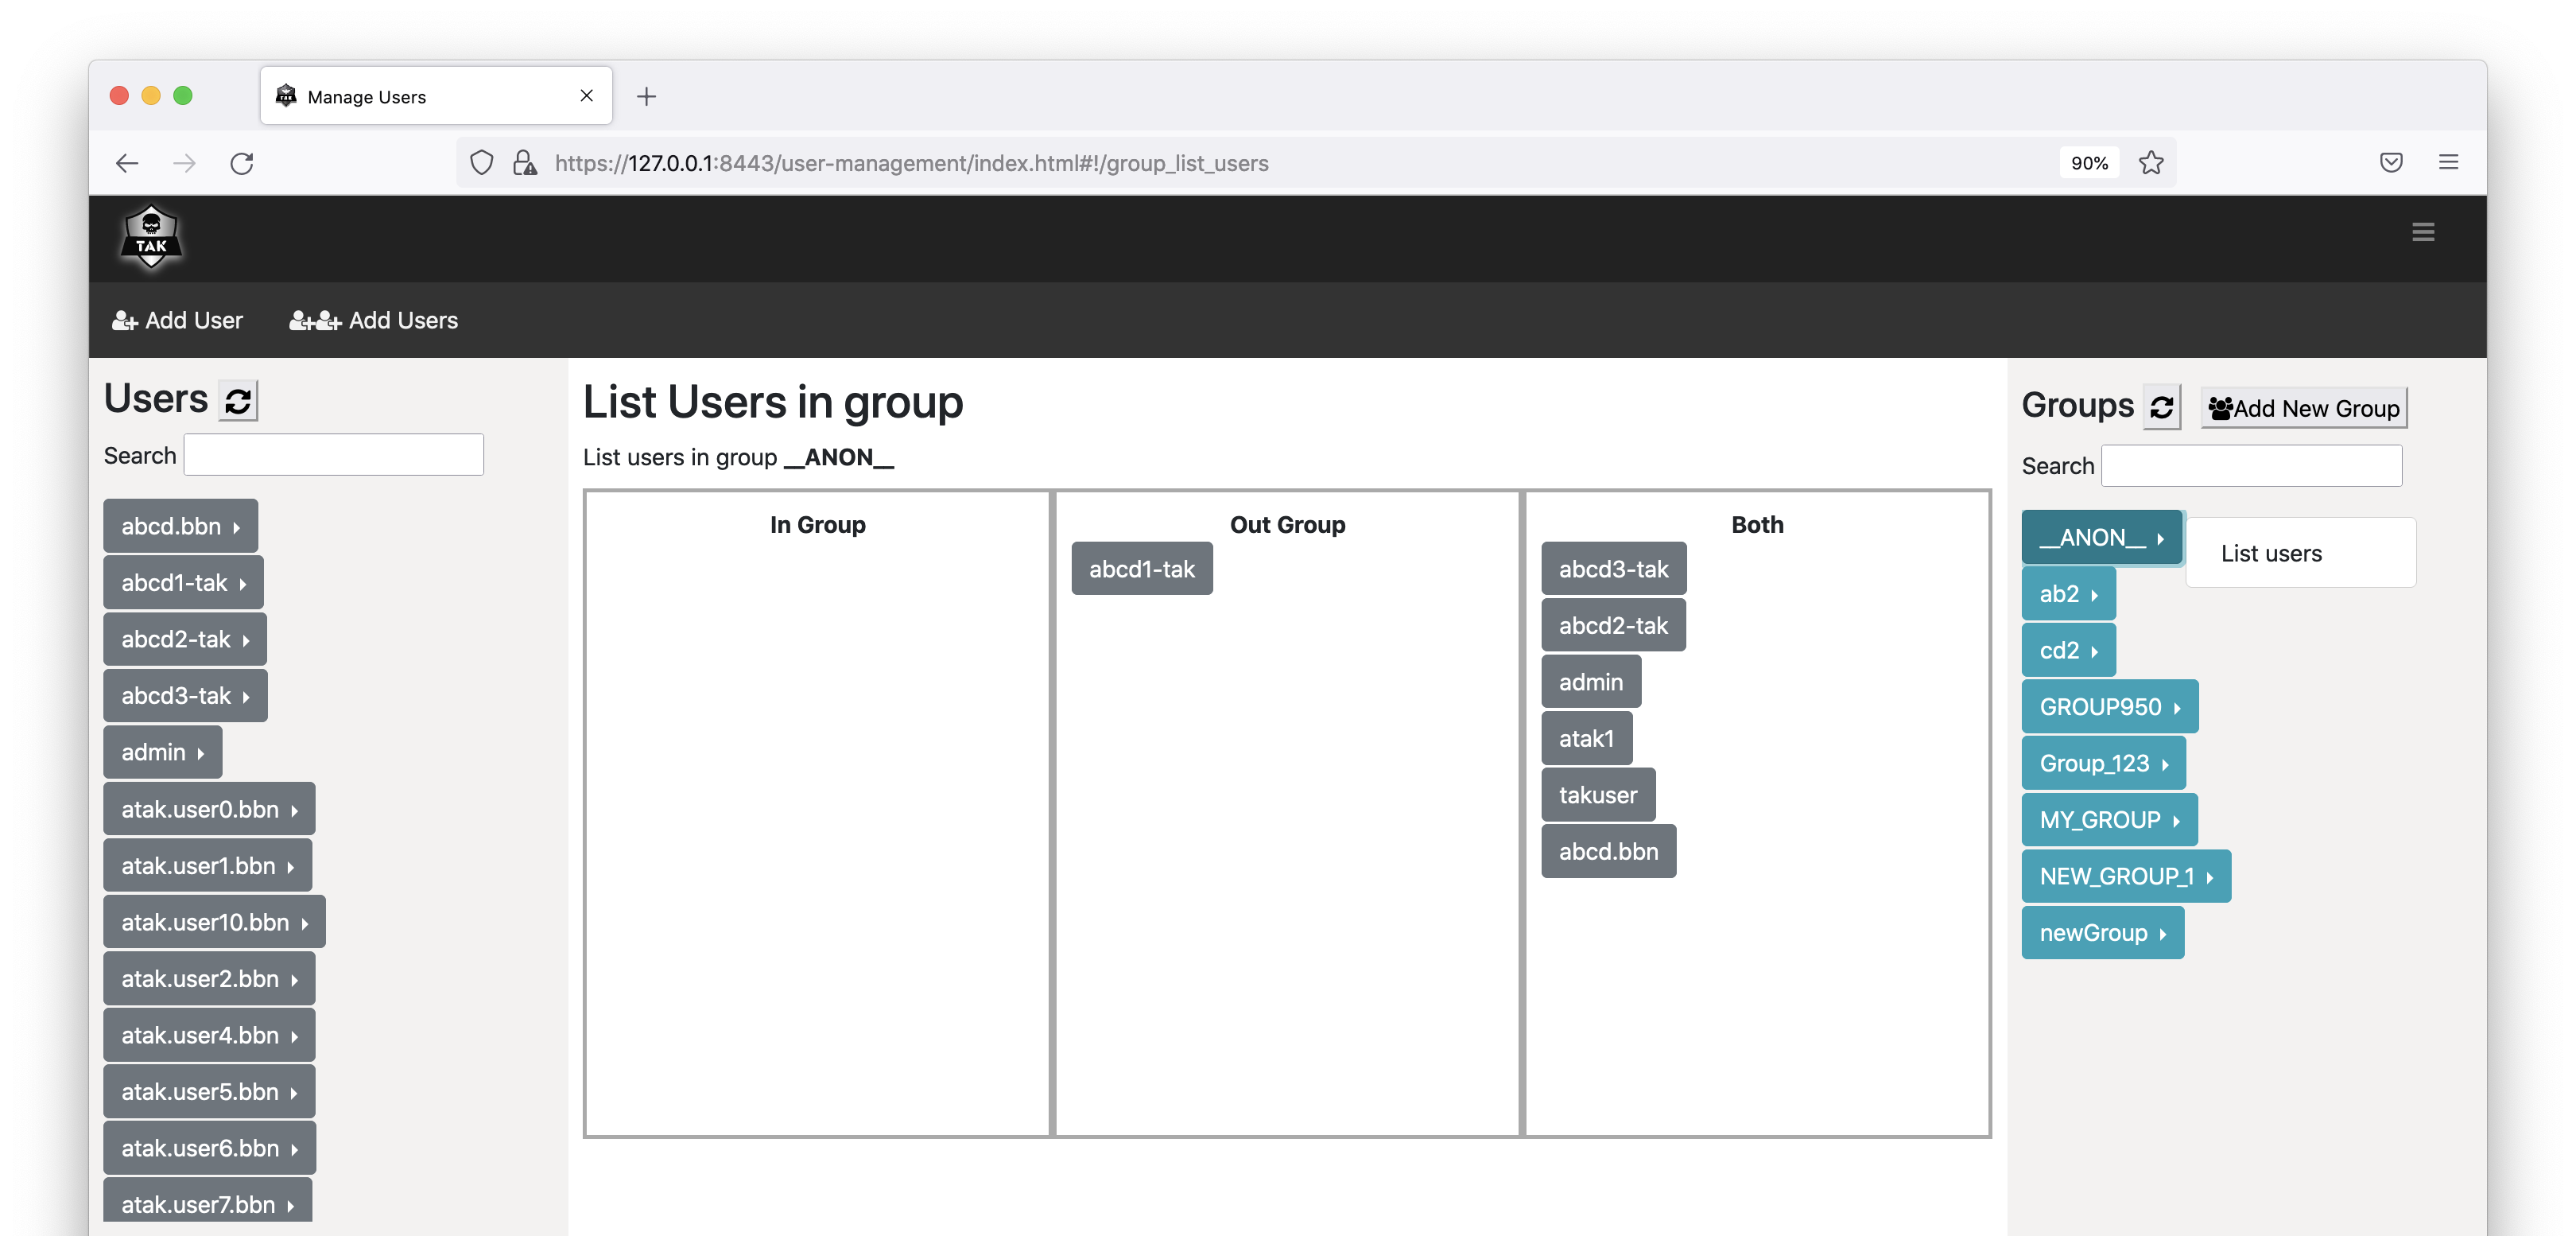 Manage Users
https://127.0.0.1:8443/user-management/index.html#!/group_list_users
90%
TAK
Add User
Add Users
Users
Search
abcd.bbn
abcd1-tak
abcd2-tak
abcd3-tak
admin
atak.user0.bbn
atak.user1.bbn
atak.user10.bbn
atak.user2.bbn
atak.user4.bbn
atak.user5.bbn
atak.user6.bbn
atak.user7.bbn
List Users in group
List users in group __ANON__
In Group
Out Group
abcd1-tak
Both
abcd3-tak
abcd2-tak
admin
atak1
takuser
abcd.bbn
Groups
Add New Group
Search
__ANON__
List users
ab2
cd2
GROUP950
Group_123
MY_GROUP
NEW_GROUP_1
newGroup